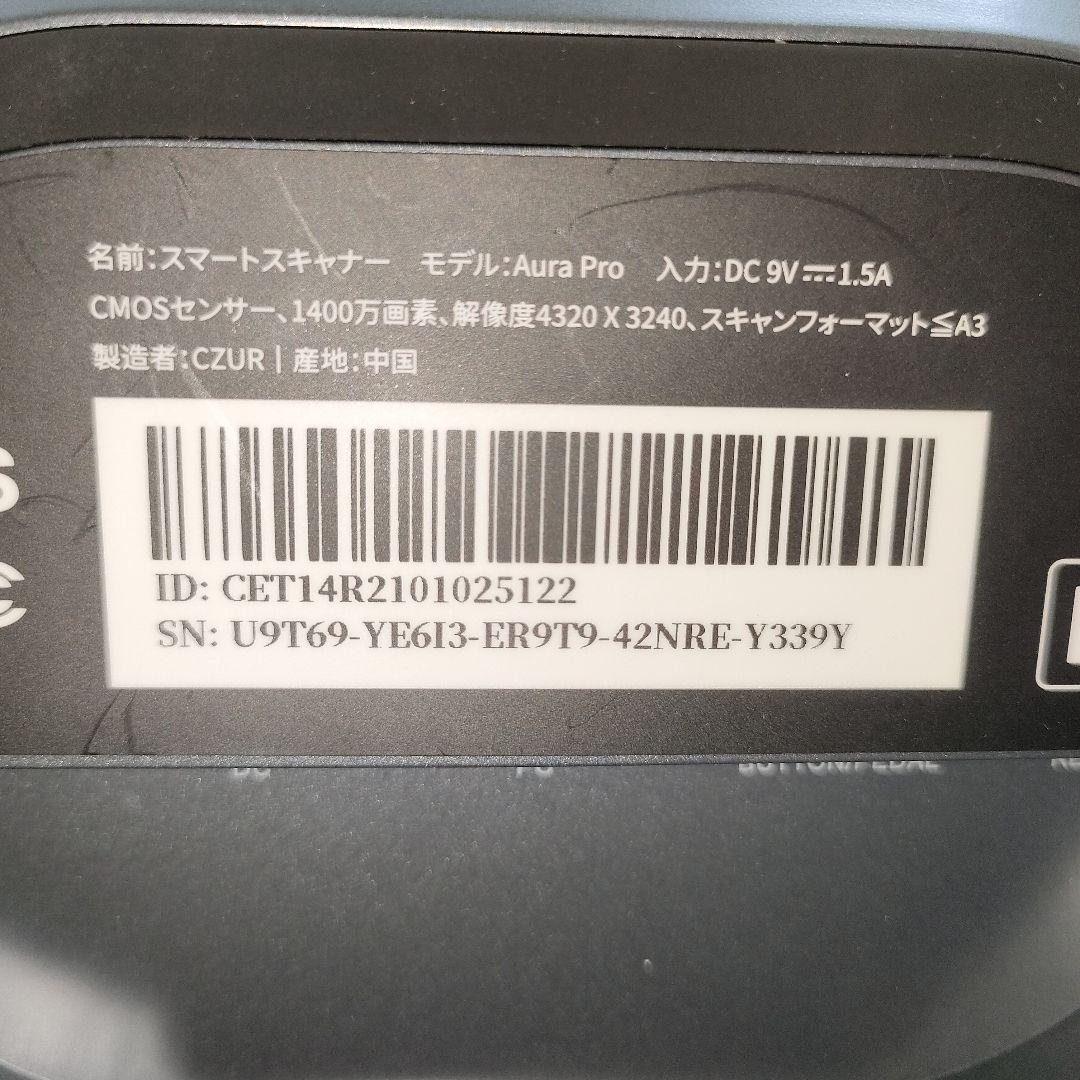 名前：スマートスキャナー モデル：Aura Pro 入力：DC 9V⎓1.5A
CMOSセンサー、1400万画素、解像度4320 X 3240、スキャンフォーマット≦A3
製造者：CZUR | 産地：中国
ID: CET14R2101025122
SN: U9T69-YE6I3-ER9T9-42NRE-Y339Y
BUTTON/PEDAL